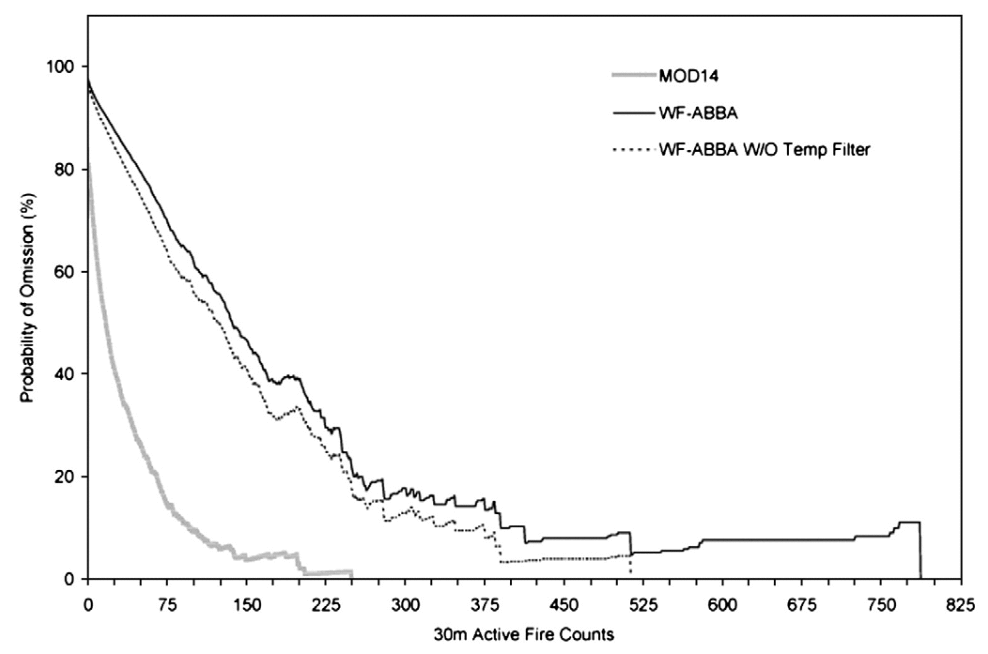 MOD14
WF-ABBA
WF-ABBA W/O Temp Filter
Probability of Omission (%)
100
80
60
40
20
0
0 75 150 225 300 375 450 525 600 675 750 825
30m Active Fire Counts